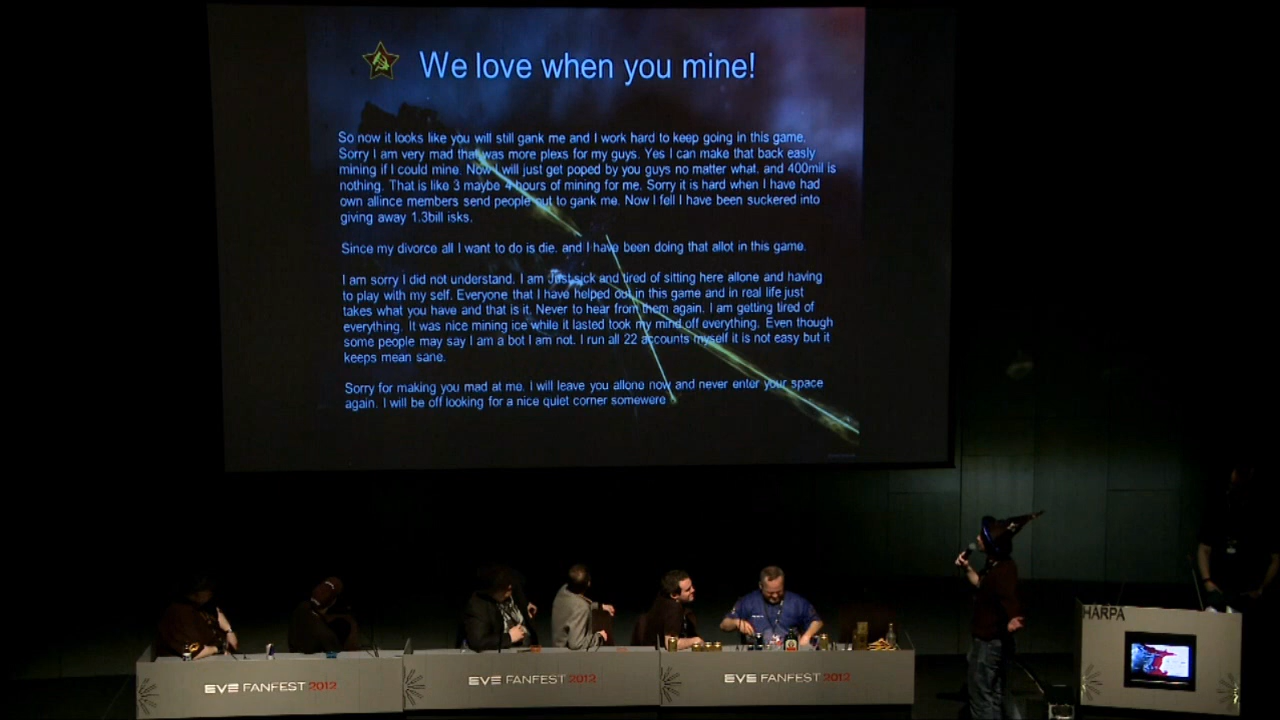 We love when you mine!
So now it looks like you will still gank me and I work hard to keep going in this game.
Sorry I am very mad that was more plexs for my guys. Yes I can make that back easly
mining if I could mine. Now I will just get poped by you guys no matter what. and 400mil is
nothing. That is like 3 maybe 4 hours of mining for me. Sorry it is hard when I have had
own allince members send people out to gank me. Now I fell I have been suckered into
giving away 1.3bill isks.
Since my divorce all I want to do is die. and I have been doing that allot in this game.
I am sorry I did not understand. I am just sick and tired of sitting here allone and having
to play with my self. Everyone that I have helped out in this game and in real life just
takes what you have and that is it. Never to hear from them again. I am getting tired of
everything. It was nice mining ice while it lasted took my mind off everything. Even though
some people may say I am a bot I am not. I run all 22 accounts myself it is not easy but it
keeps mean sane.
Sorry for making you mad at me. I will leave you allone now and never enter your space
again. I will be off looking for a nice quiet corner somewere
HARPA
EVE FANFEST 2012
EVE FANFEST 2012
EVE FANFEST 2012